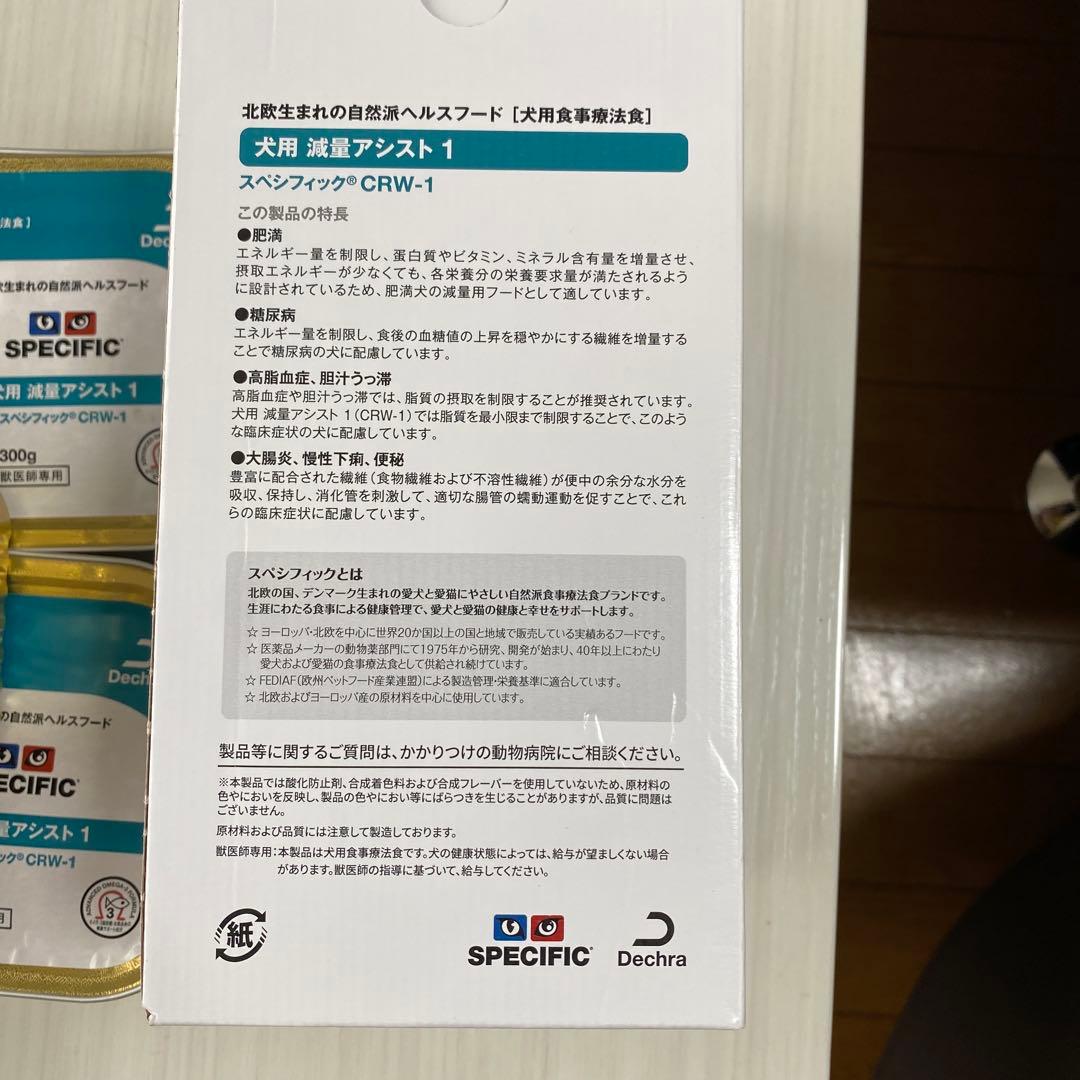 北欧生まれの自然派ヘルスフード［犬用食事療法食］
犬用 減量アシスト 1
スペシフィック® CRW-1
この製品の特長
●肥満
エネルギー量を制限し、蛋白質やビタミン、ミネラル含有量を増量させ、
摂取エネルギーが少なくても、各栄養分の栄養要求量が満たされるよう
に設計されているため、肥満犬の減量用フードとして適しています。
●糖尿病
エネルギー量を制限し、食後の血糖値の上昇を穏やかにする繊維を増量する
ことで糖尿病の犬に配慮しています。
●高脂血症、胆汁うっ滞
高脂血症や胆汁うっ滞では、脂質の摂取を制限することが推奨されています。
犬用 減量アシスト 1（CRW-1）では脂質を最小限まで制限することで、このよう
な臨床症状の犬に配慮しています。
●大腸炎、慢性下痢、便秘
豊富に配合された繊維（食物繊維および不溶性繊維）が便中の余分な水分を
吸収、保持し、消化管を刺激して、適切な腸管の蠕動運動を促すことで、これ
らの臨床症状に配慮しています。
スペシフィックとは
北欧の国、デンマーク生まれの愛犬と愛猫にやさしい自然派食事療法食ブランドです。
生涯にわたる食事による健康管理で、愛犬と愛猫の健康と幸せをサポートします。
☆ ヨーロッパ・北欧を中心に世界20か国以上の国と地域で販売している実績あるフードです。
☆ 医薬品メーカーの動物薬部門にて1975年から研究、開発が始まり、40年以上にわたり
愛犬および愛猫の食事療法食として供給され続けています。
☆ FEDIAF（欧州ペットフード産業連盟）による製造管理・栄養基準に適合しています。
☆ 北欧およびヨーロッパ産の原材料を中心に使用しています。
製品等に関するご質問は、かかりつけの動物病院にご相談ください。
※本製品では酸化防止剤、合成着色料および合成フレーバーを使用していないため、原材料の
色やにおいを反映し、製品の色やにおい等にばらつきを生じることがありますが、品質に問題は
ございません。
原材料および品質には注意して製造しております。
獣医師専用：本製品は犬用食事療法食です。犬の健康状態によっては、給与が望ましくない場合
があります。獣医師の指導に基づいて、給与してください。
紙
SPECIFIC®
Dechra
法食］
Dec
生まれの自然派ヘルスフード
SPECIFIC®
犬用 減量アシスト 1
スペシフィック® CRW-1
300g
獣医師専用
Dech
の自然派ヘルスフード
ECIFIC®
量アシスト 1
ック® CRW-1
用
ADVANCED OMEGA-3 FORMULA
3